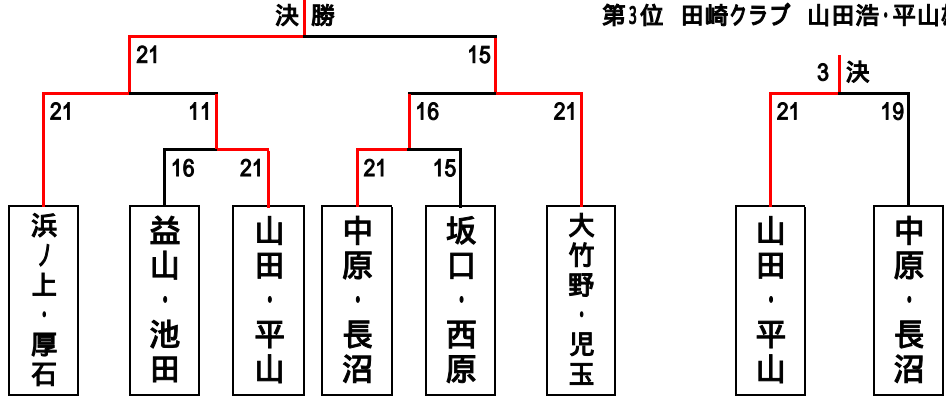 決勝
第3位 田崎クラブ 山田浩・平山
21
15
3決
21
11
16
21
21
19
16
21
21
15
浜ノ上・厚石
益山・池田
山田・平山
中原・長沼
坂口・西原
大竹野・児玉
山田・平山
中原・長沼